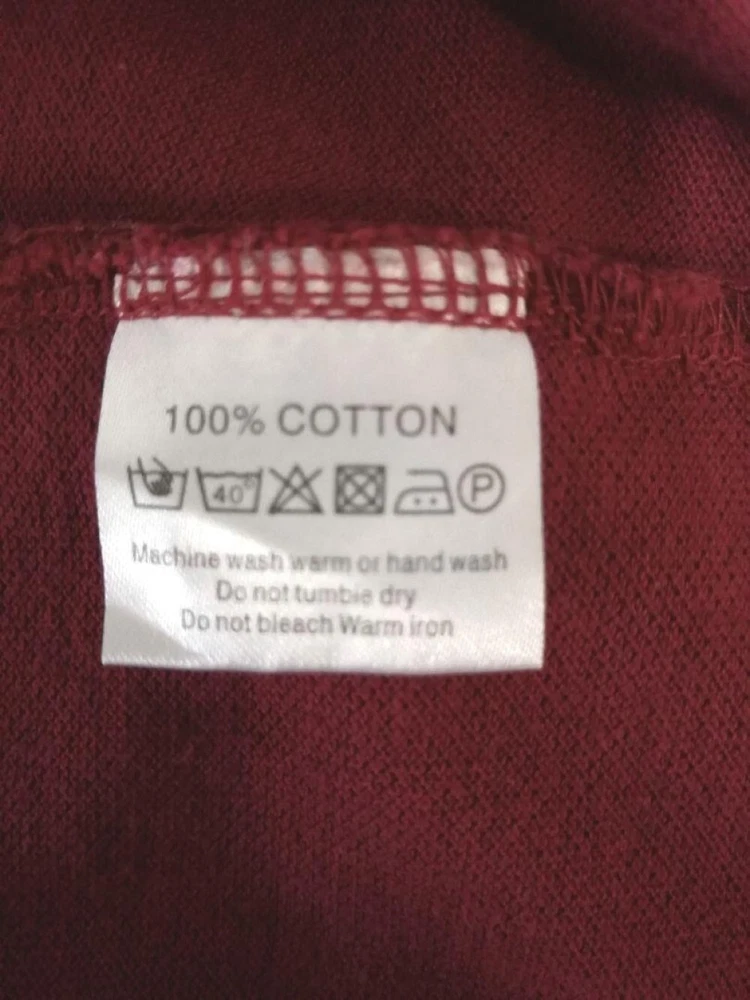 100% COTTON
40° P
Machine wash warm or hand wash
Do not tumble dry
Do not bleach Warm iron